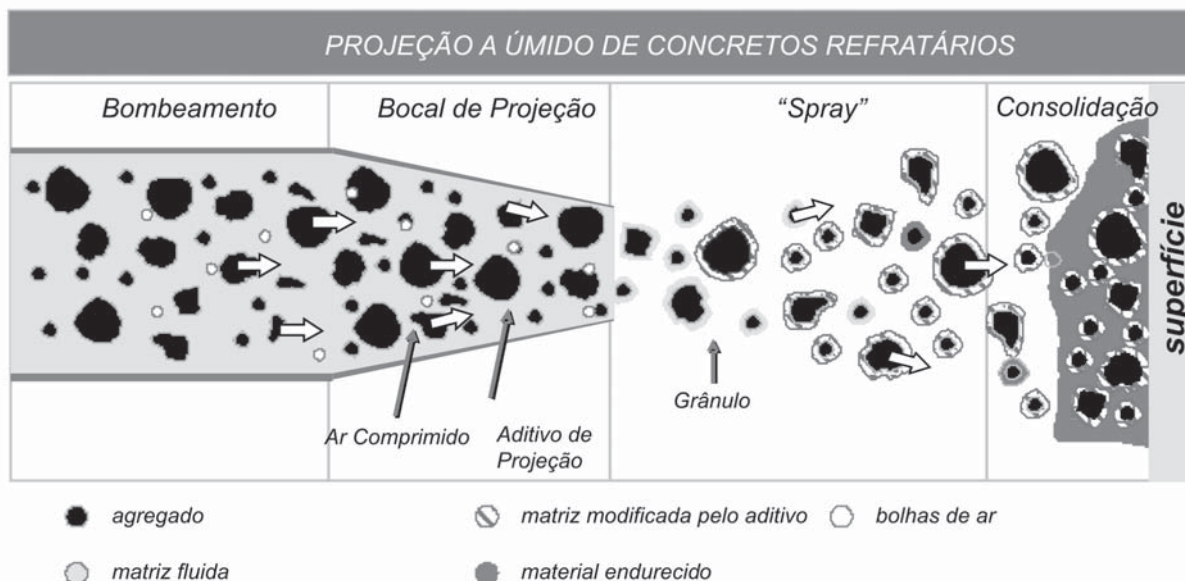 PROJEÇÃO A ÚMIDO DE CONCRETOS REFRATÁRIOS
Bombeamento
Bocal de Projeção
“Spray”
Consolidação
superfície
Grânulo
Ar Comprimido
Aditivo de
Projeção
agregado
matriz modificada pelo aditivo
bolhas de ar
matriz fluida
material endurecido